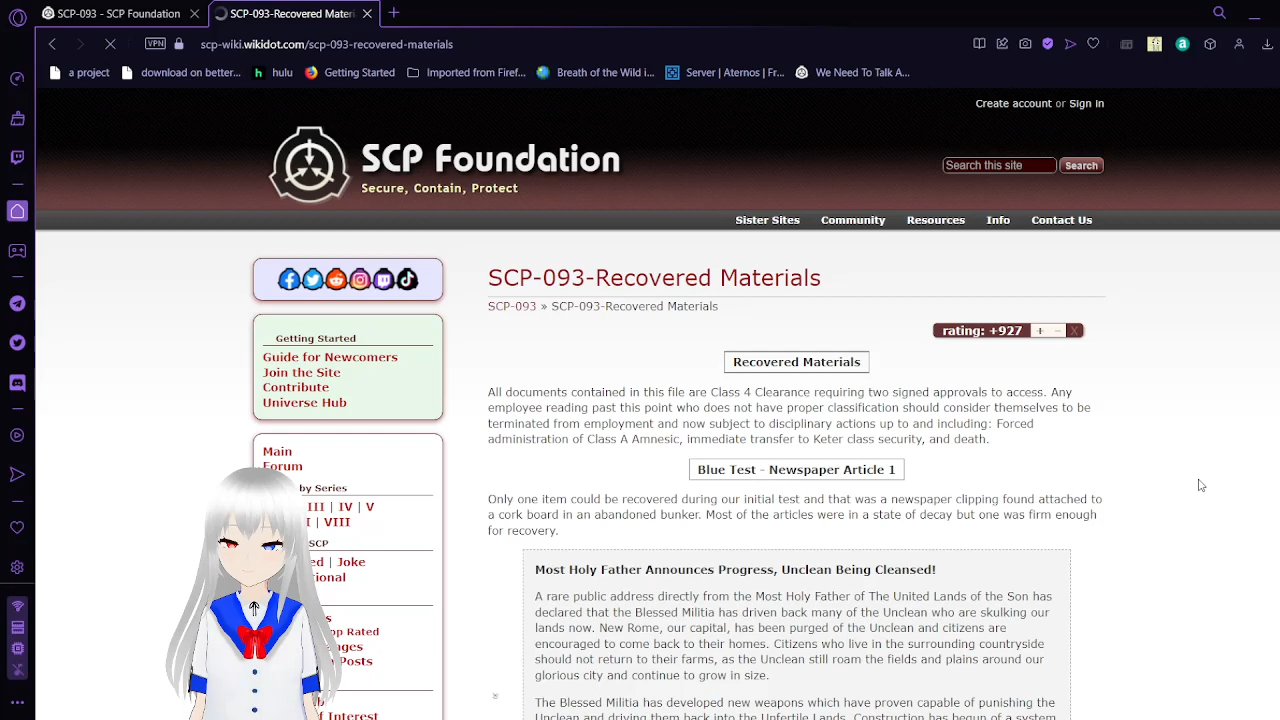 SCP-093 - SCP Foundation
SCP-093-Recovered Materi
VPN
scp-wiki.wikidot.com/scp-093-recovered-materials
a project
download on better...
hulu
Getting Started
Imported from Firef...
Breath of the Wild i...
Server | Aternos | Fr...
We Need To Talk A...
Create account or Sign in
SCP Foundation
Secure, Contain, Protect
Search this site
Search
Sister Sites
Community
Resources
Info
Contact Us
Getting Started
Guide for Newcomers
Join the Site
Contribute
Universe Hub
Main
Forum
by Series
III | IV | V
I | VIII
SCP
ed | Joke
tional
s
op Rated
nges
Posts
b
f Interest
SCP-093-Recovered Materials
SCP-093 » SCP-093-Recovered Materials
rating: +927 + – X
Recovered Materials
All documents contained in this file are Class 4 Clearance requiring two signed approvals to access. Any
employee reading past this point who does not have proper classification should consider themselves to be
terminated from employment and now subject to disciplinary actions up to and including: Forced
administration of Class A Amnesic, immediate transfer to Keter class security, and death.
Blue Test - Newspaper Article 1
Only one item could be recovered during our initial test and that was a newspaper clipping found attached to
a cork board in an abandoned bunker. Most of the articles were in a state of decay but one was firm enough
for recovery.
Most Holy Father Announces Progress, Unclean Being Cleansed!
A rare public address directly from the Most Holy Father of The United Lands of the Son has
declared that the Blessed Militia has driven back many of the Unclean who are skulking our
lands now. New Rome, our capital, has been purged of the Unclean and citizens are
encouraged to come back to their homes. Citizens who live in the surrounding countryside
should not return to their farms, as the Unclean still roam the fields and plains around our
glorious city and continue to grow in size.
The Blessed Militia has developed new weapons which have proven capable of punishing the
Unclean and driving them back into the Unfertile Lands. Construction has begun of a system